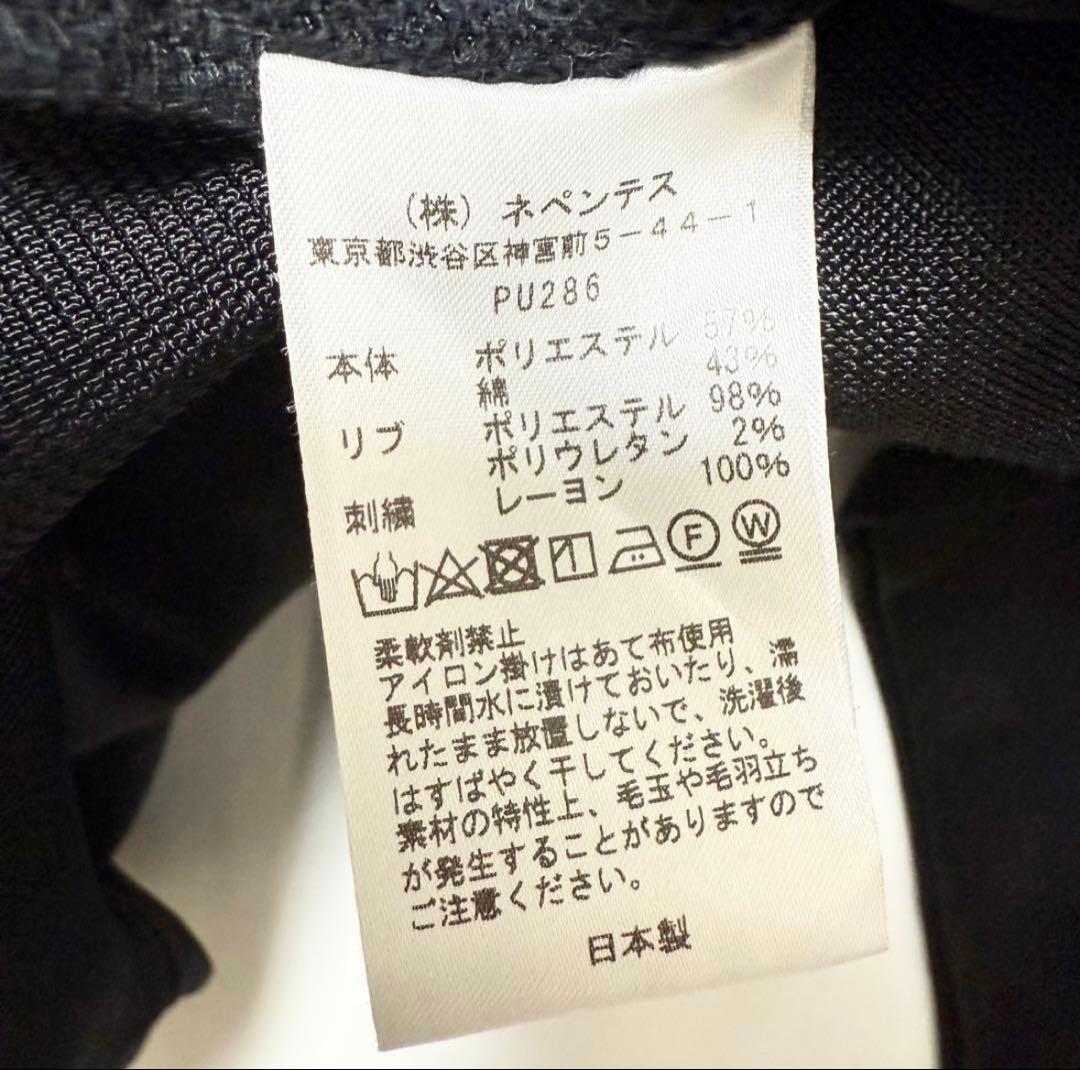 （株）ネペンテス
東京都渋谷区神宮前5-44-1
PU286
本体 ポリエステル 57%
綿 43%
リブ ポリエステル 98%
ポリウレタン 2%
刺繍 レーヨン 100%
F W
柔軟剤禁止
アイロン掛けはあて布使用
長時間水に漬けておいたり、濡
れたまま放置しないで、洗濯後
はすばやく干してください。
素材の特性上、毛玉や毛羽立ち
が発生することがありますので
ご注意ください。
日本製